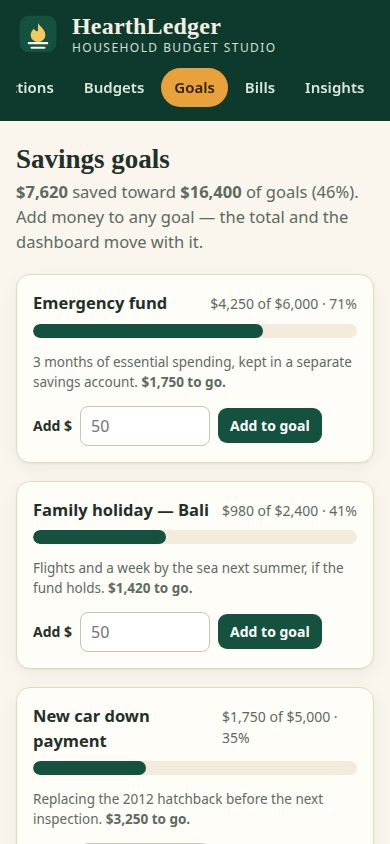 HearthLedger
HOUSEHOLD BUDGET STUDIO
Budgets Goals Bills Insights
Savings goals
$7,620 saved toward $16,400 of goals (46%).
Add money to any goal — the total and the
dashboard move with it.
Emergency fund $4,250 of $6,000 · 71%
3 months of essential spending, kept in a separate
savings account. $1,750 to go.
Add $ 50 Add to goal
Family holiday — Bali $980 of $2,400 · 41%
Flights and a week by the sea next summer, if the
fund holds. $1,420 to go.
Add $ 50 Add to goal
New car down
payment
$1,750 of $5,000 ·
35%
Replacing the 2012 hatchback before the next
inspection. $3,250 to go.